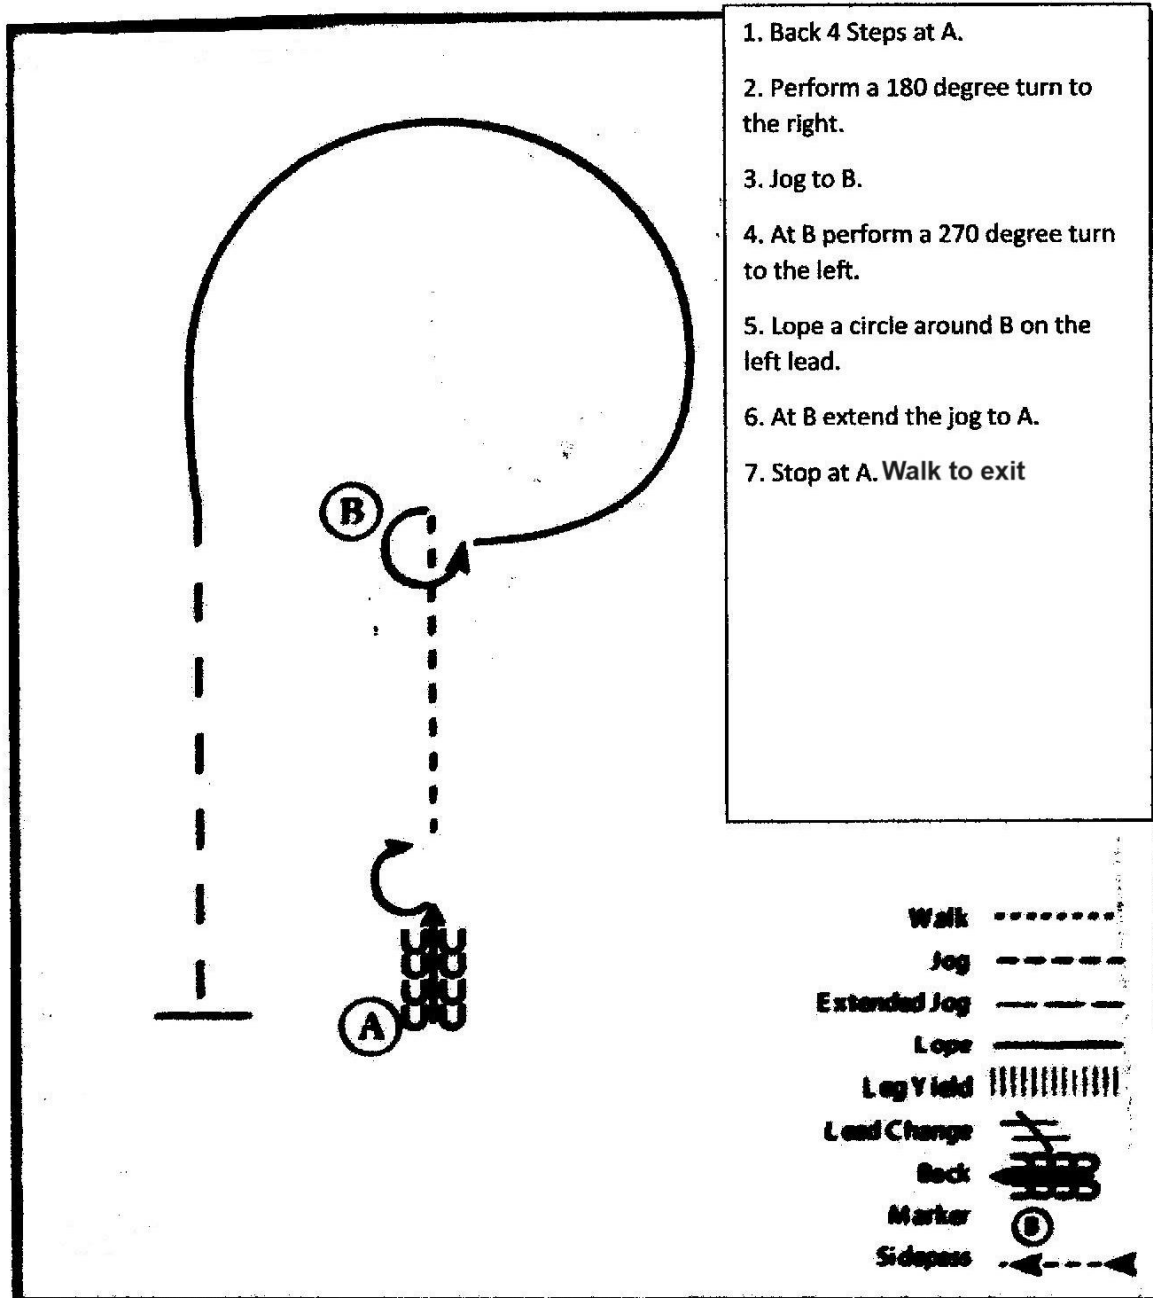 1. Back 4 Steps at A.
2. Perform a 180 degree turn to
the right.
3. Jog to B.
4. At B perform a 270 degree turn
to the left.
5. Lope a circle around B on the
left lead.
6. At B extend the jog to A.
7. Stop at A. Walk to exit
B
A
Walk
Jog
Extended Jog
Lope
Leg Yield
Lead Change
Back
Marker
B
Sidepass